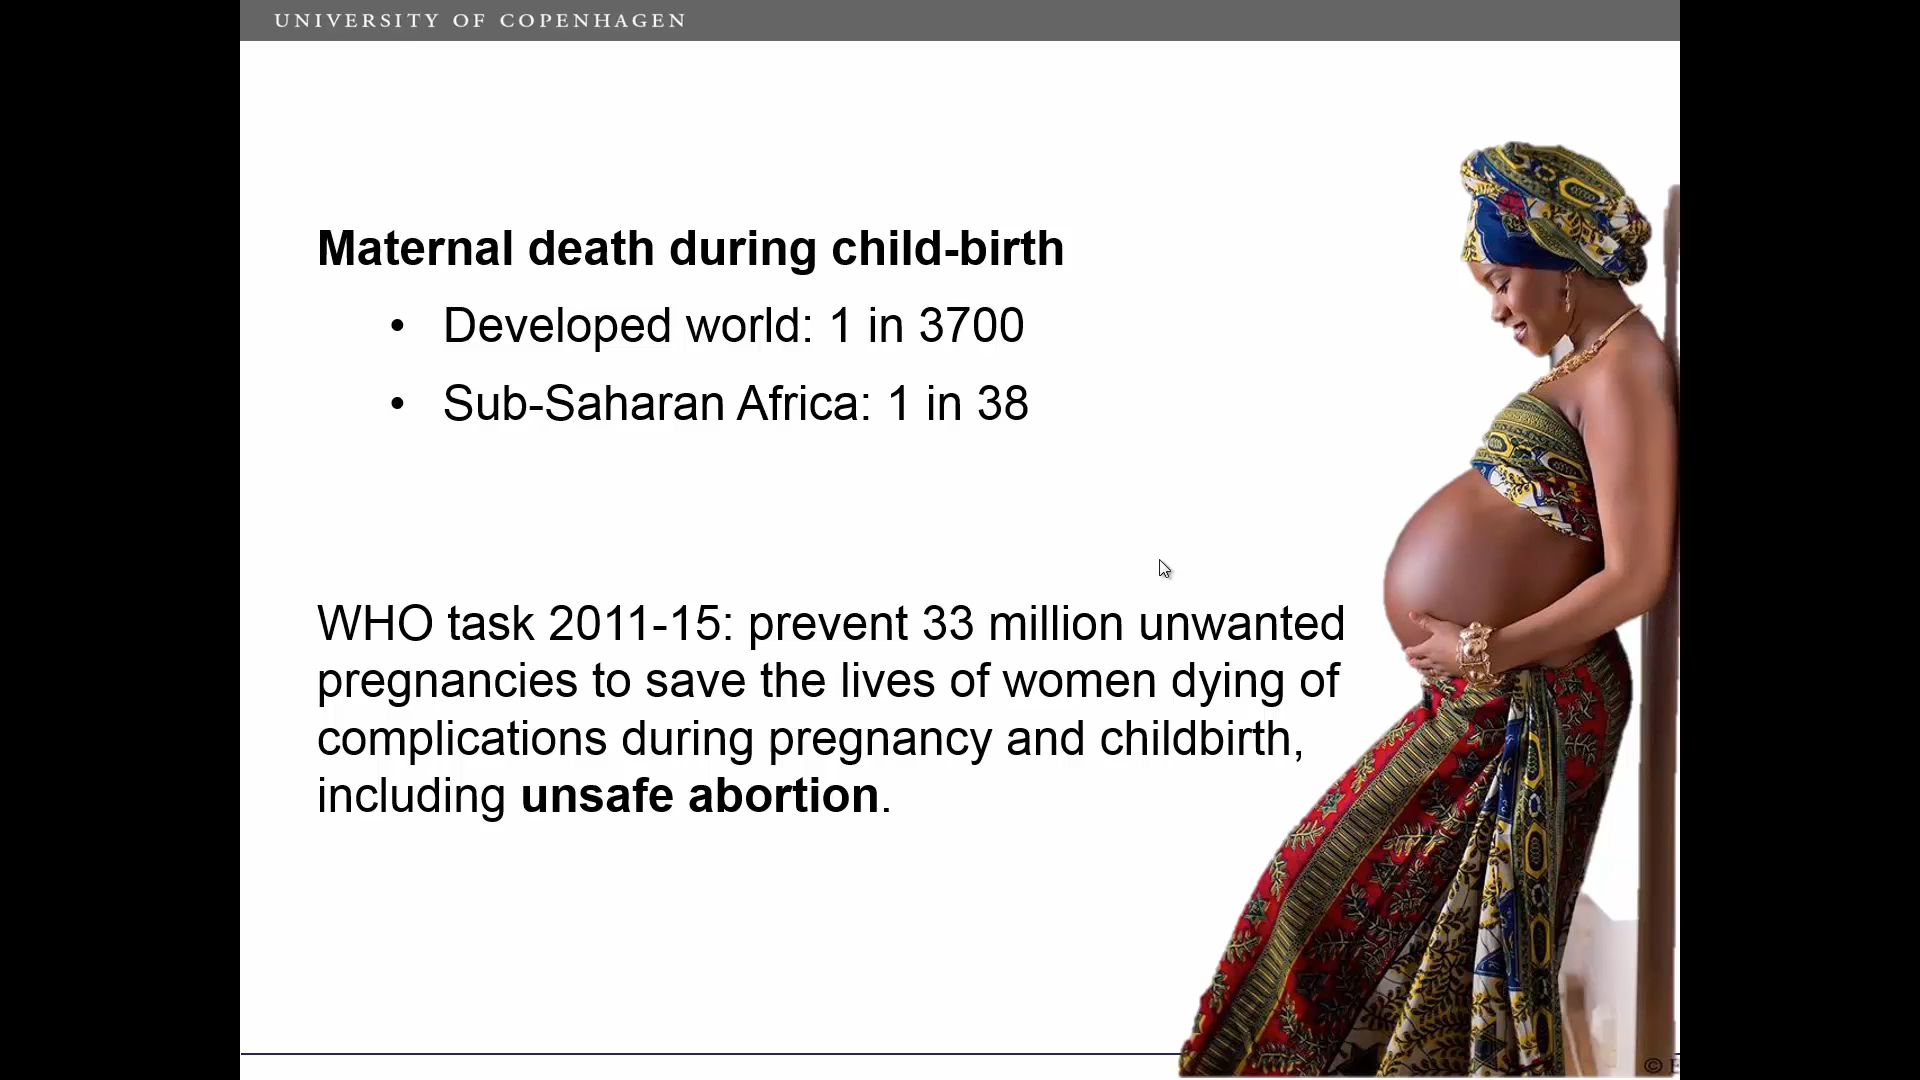 UNIVERSITY OF COPENHAGEN
Maternal death during child-birth
• Developed world: 1 in 3700
• Sub-Saharan Africa: 1 in 38
WHO task 2011-15: prevent 33 million unwanted
pregnancies to save the lives of women dying of
complications during pregnancy and childbirth,
including unsafe abortion.
©